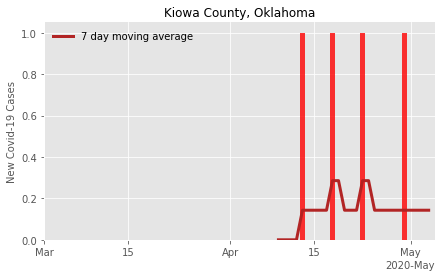 Kiowa County, Oklahoma
7 day moving average
New Covid-19 Cases
1.0
0.8
0.6
0.4
0.2
0.0
Mar 15 Apr 15 May
2020-May